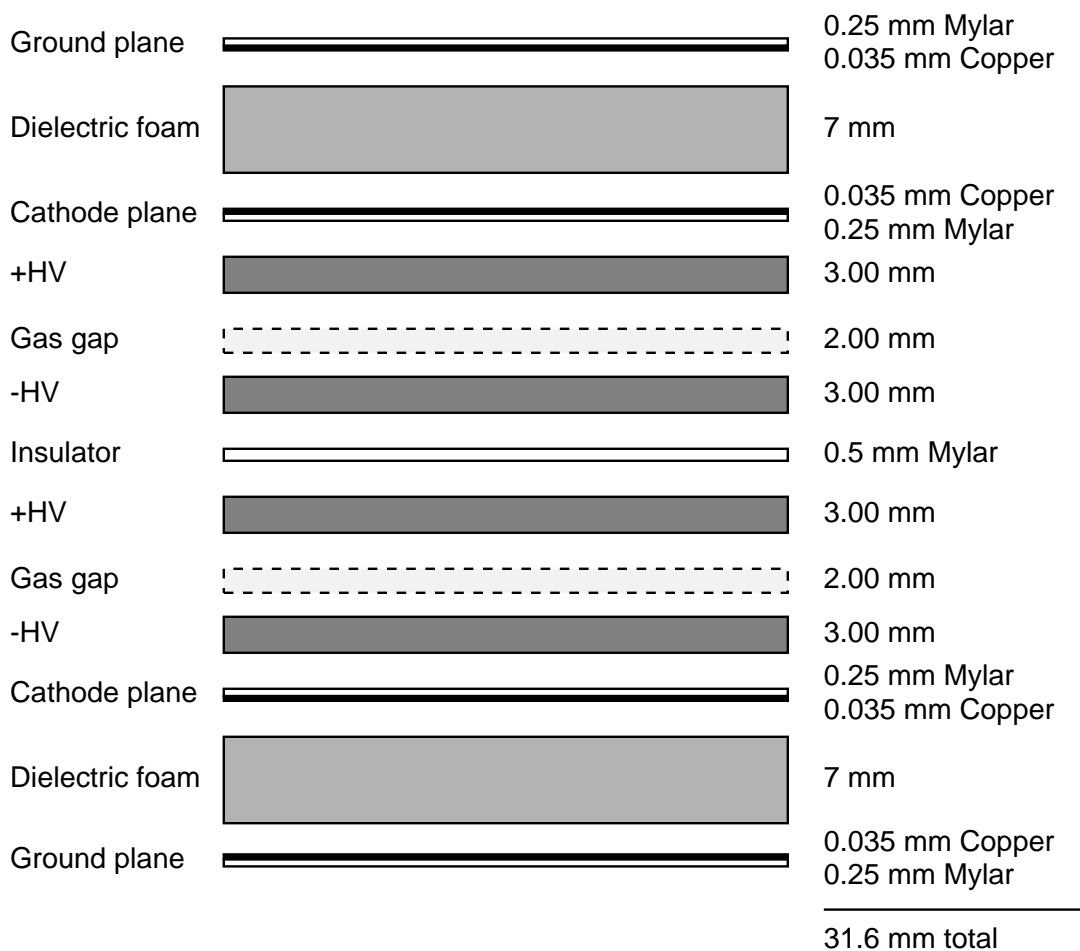 Ground plane
0.25 mm Mylar
0.035 mm Copper
Dielectric foam
7 mm
Cathode plane
0.035 mm Copper
0.25 mm Mylar
+HV
3.00 mm
Gas gap
2.00 mm
-HV
3.00 mm
Insulator
0.5 mm Mylar
+HV
3.00 mm
Gas gap
2.00 mm
-HV
3.00 mm
Cathode plane
0.25 mm Mylar
0.035 mm Copper
Dielectric foam
7 mm
Ground plane
0.035 mm Copper
0.25 mm Mylar
31.6 mm total